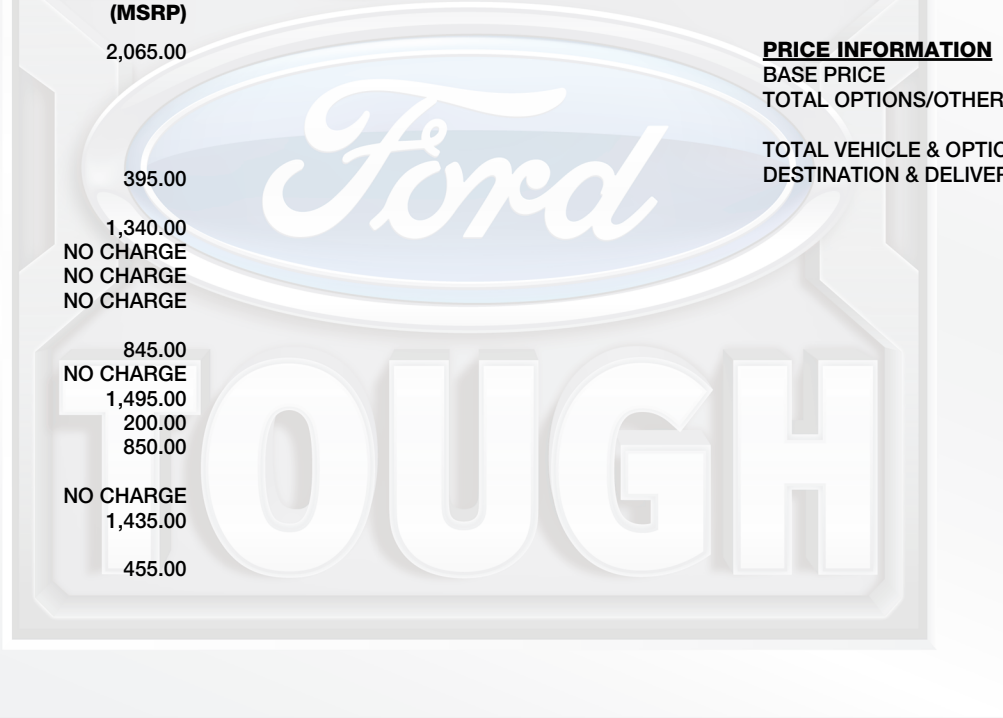 (MSRP)
2,065.00
395.00
1,340.00
NO CHARGE
NO CHARGE
NO CHARGE
845.00
NO CHARGE
1,495.00
200.00
850.00
NO CHARGE
1,435.00
455.00
PRICE INFORMATION
BASE PRICE
TOTAL OPTIONS/OTHER
TOTAL VEHICLE & OPTIO
DESTINATION & DELIVER
Ford
TOUGH